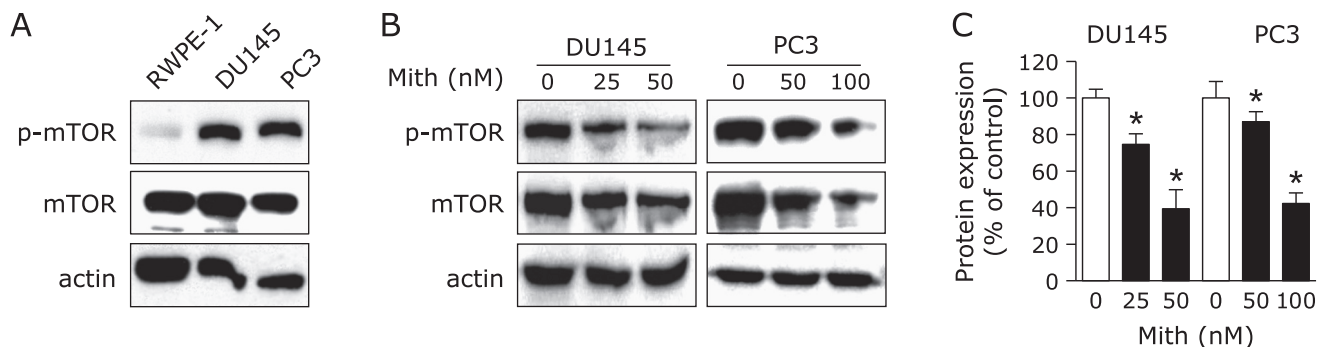 A
RWPE-1 DU145 PC3
p-mTOR
mTOR
actin
B
DU145 PC3
Mith (nM) 0 25 50 0 50 100
p-mTOR
mTOR
actin
C
DU145 PC3
Protein expression
(% of control)
120
100
80
60
40
20
0
* * * *
0 25 50 0 50 100
Mith (nM)